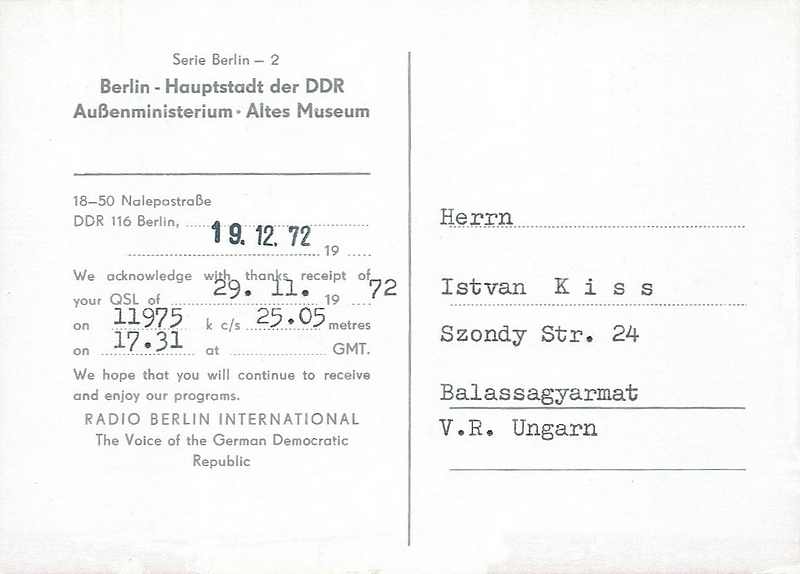 Serie Berlin – 2
Berlin - Hauptstadt der DDR
Außenministerium · Altes Museum
18–50 Nalepastraße
DDR 116 Berlin, 19. 12. 72
19
We acknowledge with thanks receipt of
your QSL of 29. 11. 19 72
on 11975 k c/s 25.05 metres
on 17.31 at GMT.
We hope that you will continue to receive
and enjoy our programs.
RADIO BERLIN INTERNATIONAL
The Voice of the German Democratic
Republic
Herrn
Istvan K i s s
Szondy Str. 24
Balassagyarmat
V.R. Ungarn